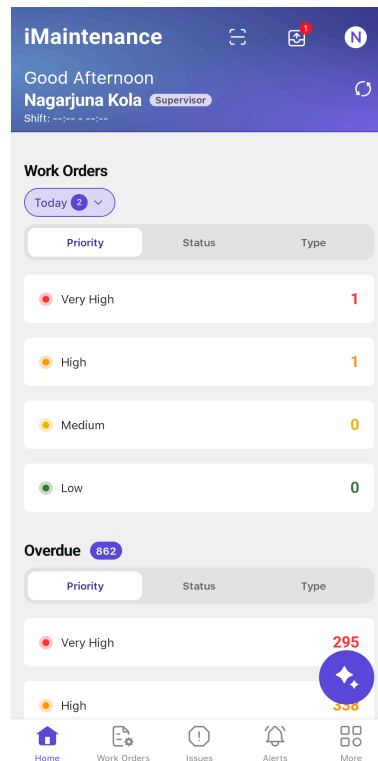 iMaintenance
1
N
Good Afternoon
Nagarjuna Kola Supervisor
Shift: --:-- - --:--
Work Orders
Today 2
Priority Status Type
Very High 1
High 1
Medium 0
Low 0
Overdue 862
Priority Status Type
Very High 295
High 338
Home Work Orders Issues Alerts More